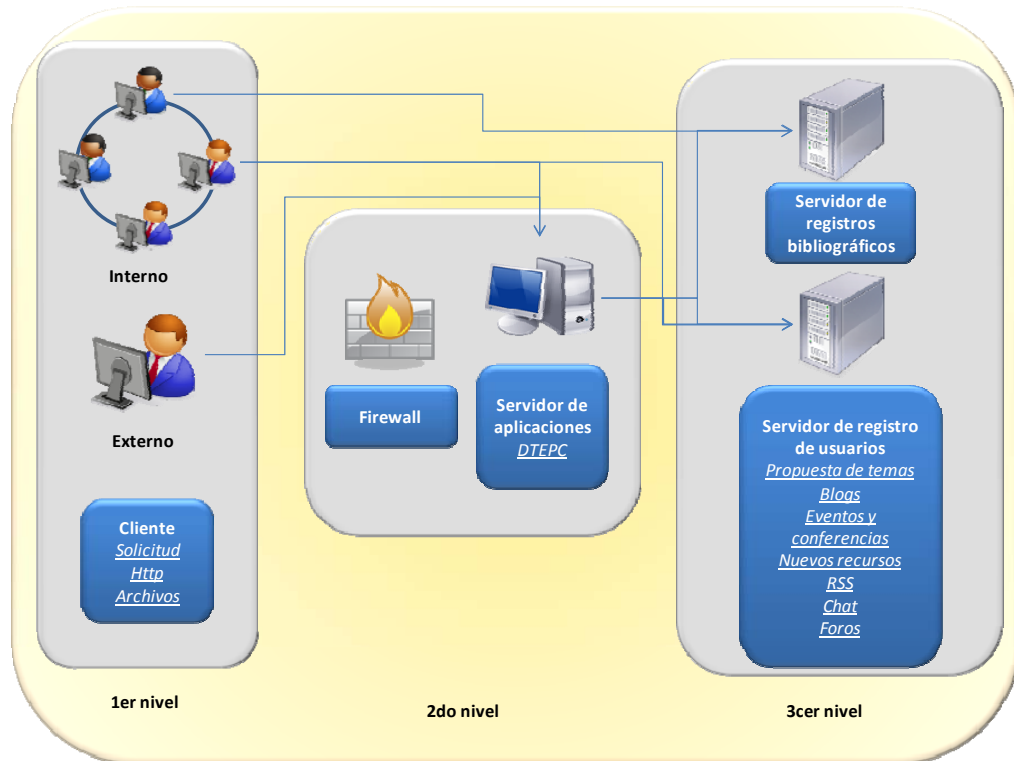 Interno
Externo
Cliente
Solicitud
Http
Archivos
1er nivel
Firewall
Servidor de
aplicaciones
DTEPC
2do nivel
Servidor de
registros
bibliográficos
Servidor de registro
de usuarios
Propuesta de temas
Blogs
Eventos y
conferencias
Nuevos recursos
RSS
Chat
Foros
3cer nivel